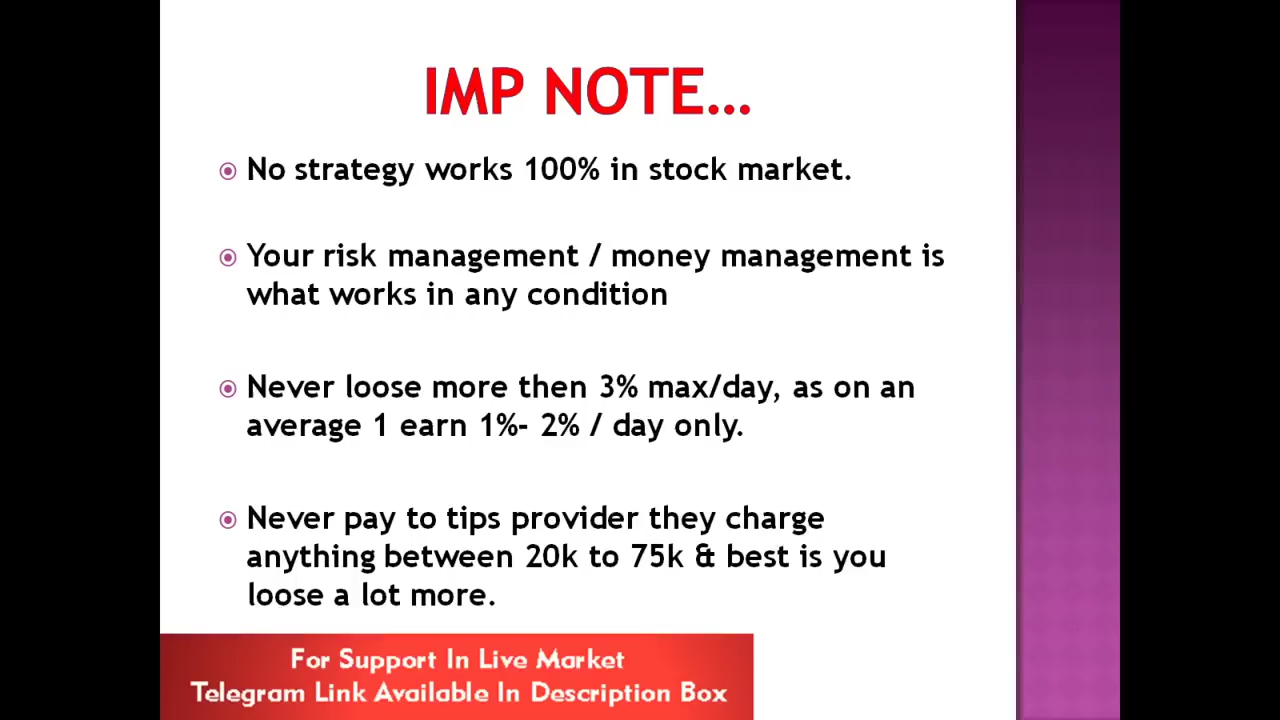 IMP NOTE...
No strategy works 100% in stock market.
Your risk management / money management is
what works in any condition
Never loose more then 3% max/day, as on an
average 1 earn 1%- 2% / day only.
Never pay to tips provider they charge
anything between 20k to 75k & best is you
loose a lot more.
For Support In Live Market
Telegram Link Available In Description Box